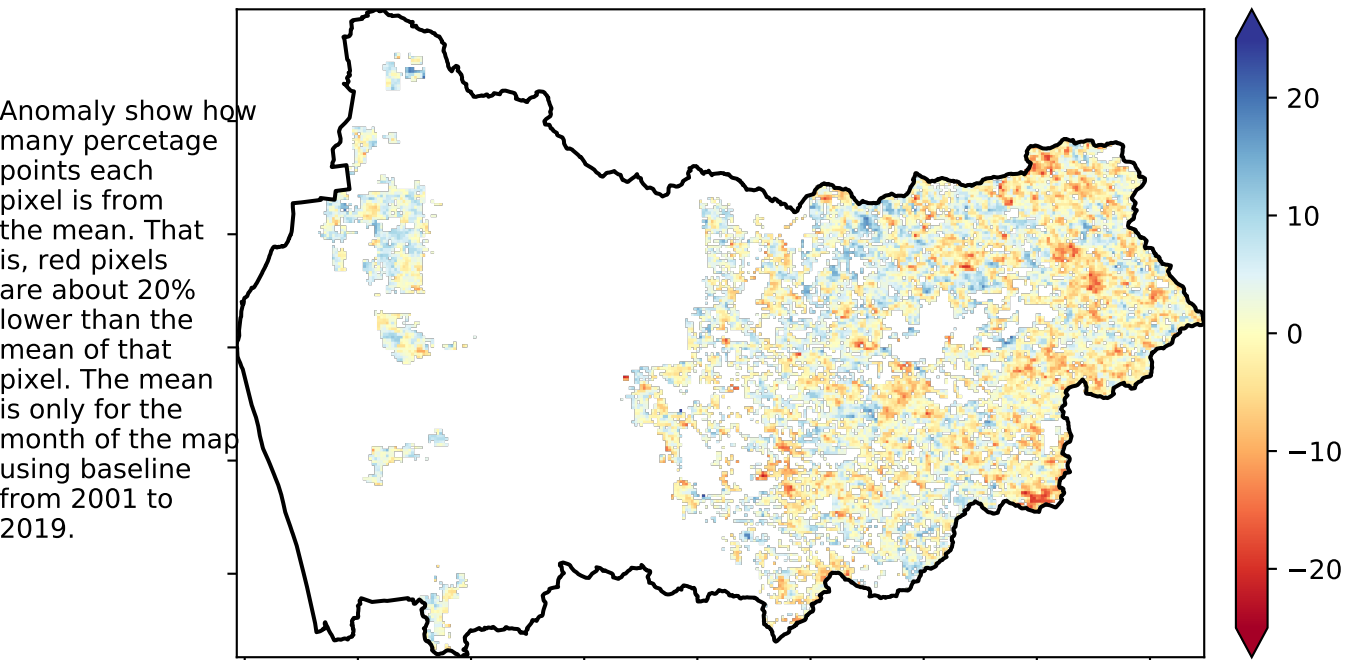 Anomaly show how
many percetage
points each
pixel is from
the mean. That
is, red pixels
are about 20%
lower than the
mean of that
pixel. The mean
is only for the
month of the map
using baseline
from 2001 to
2019.
20
10
0
−10
−20